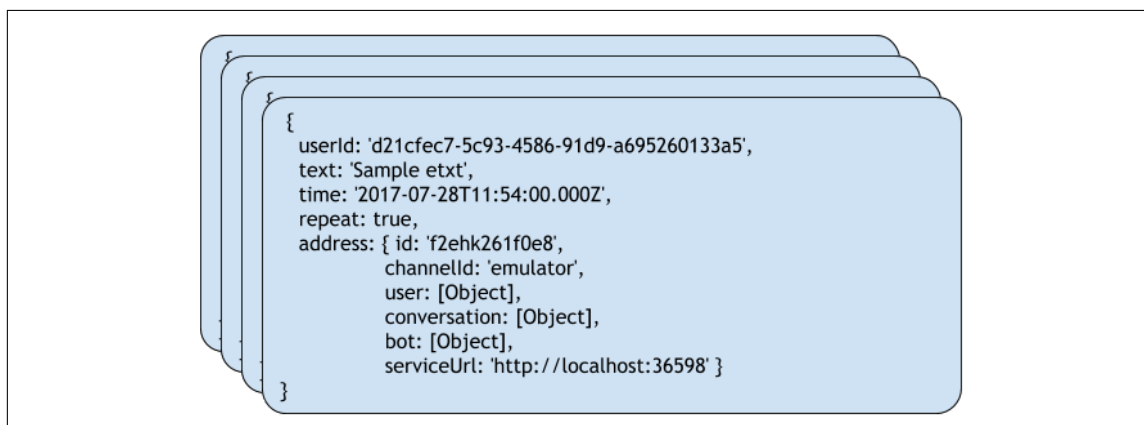 {
{
{
{
userId: 'd21cfec7-5c93-4586-91d9-a695260133a5',
text: 'Sample etxt',
time: '2017-07-28T11:54:00.000Z',
repeat: true,
address: { id: 'f2ehk261f0e8',
channelId: 'emulator',
user: [Object],
conversation: [Object],
bot: [Object],
serviceUrl: 'http://localhost:36598' }
}